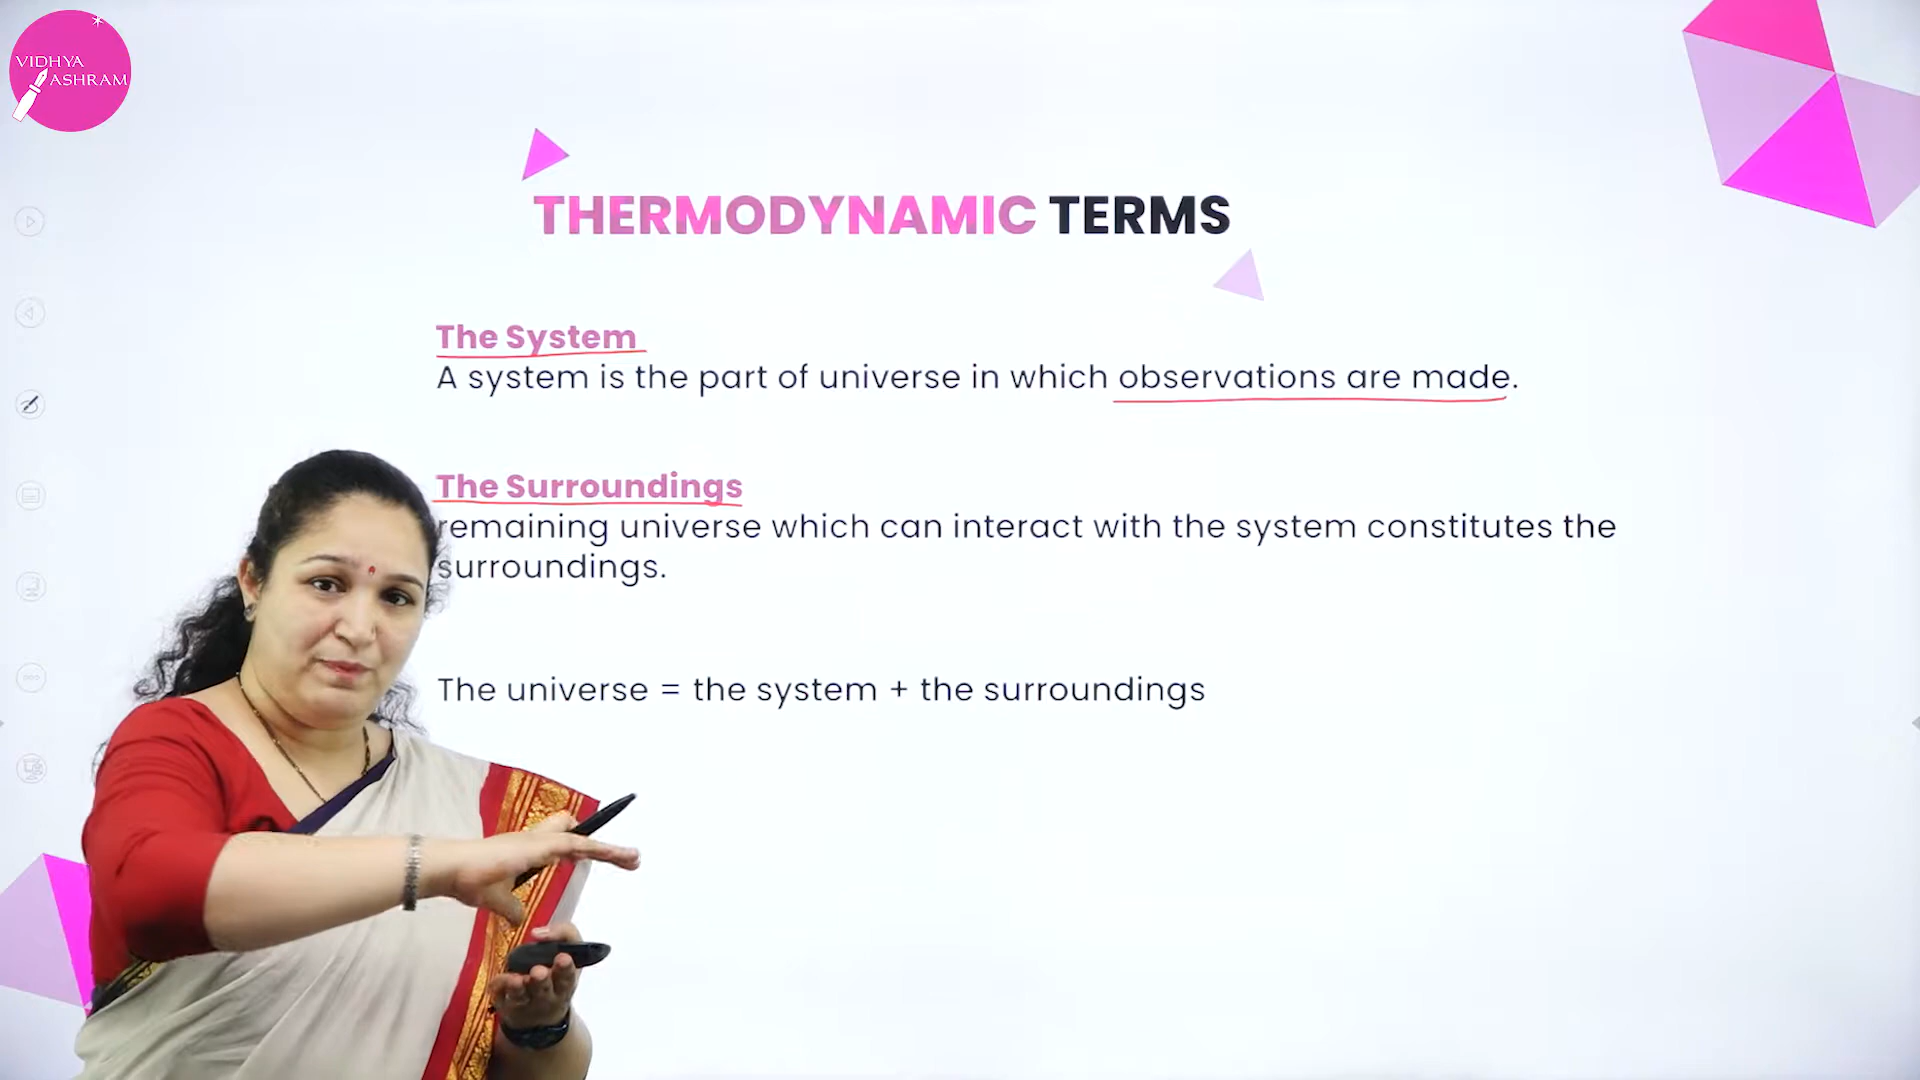 VIDHYA
ASHRAM
THERMODYNAMIC TERMS
The System
A system is the part of universe in which observations are made.
The Surroundings
remaining universe which can interact with the system constitutes the
surroundings.
The universe = the system + the surroundings